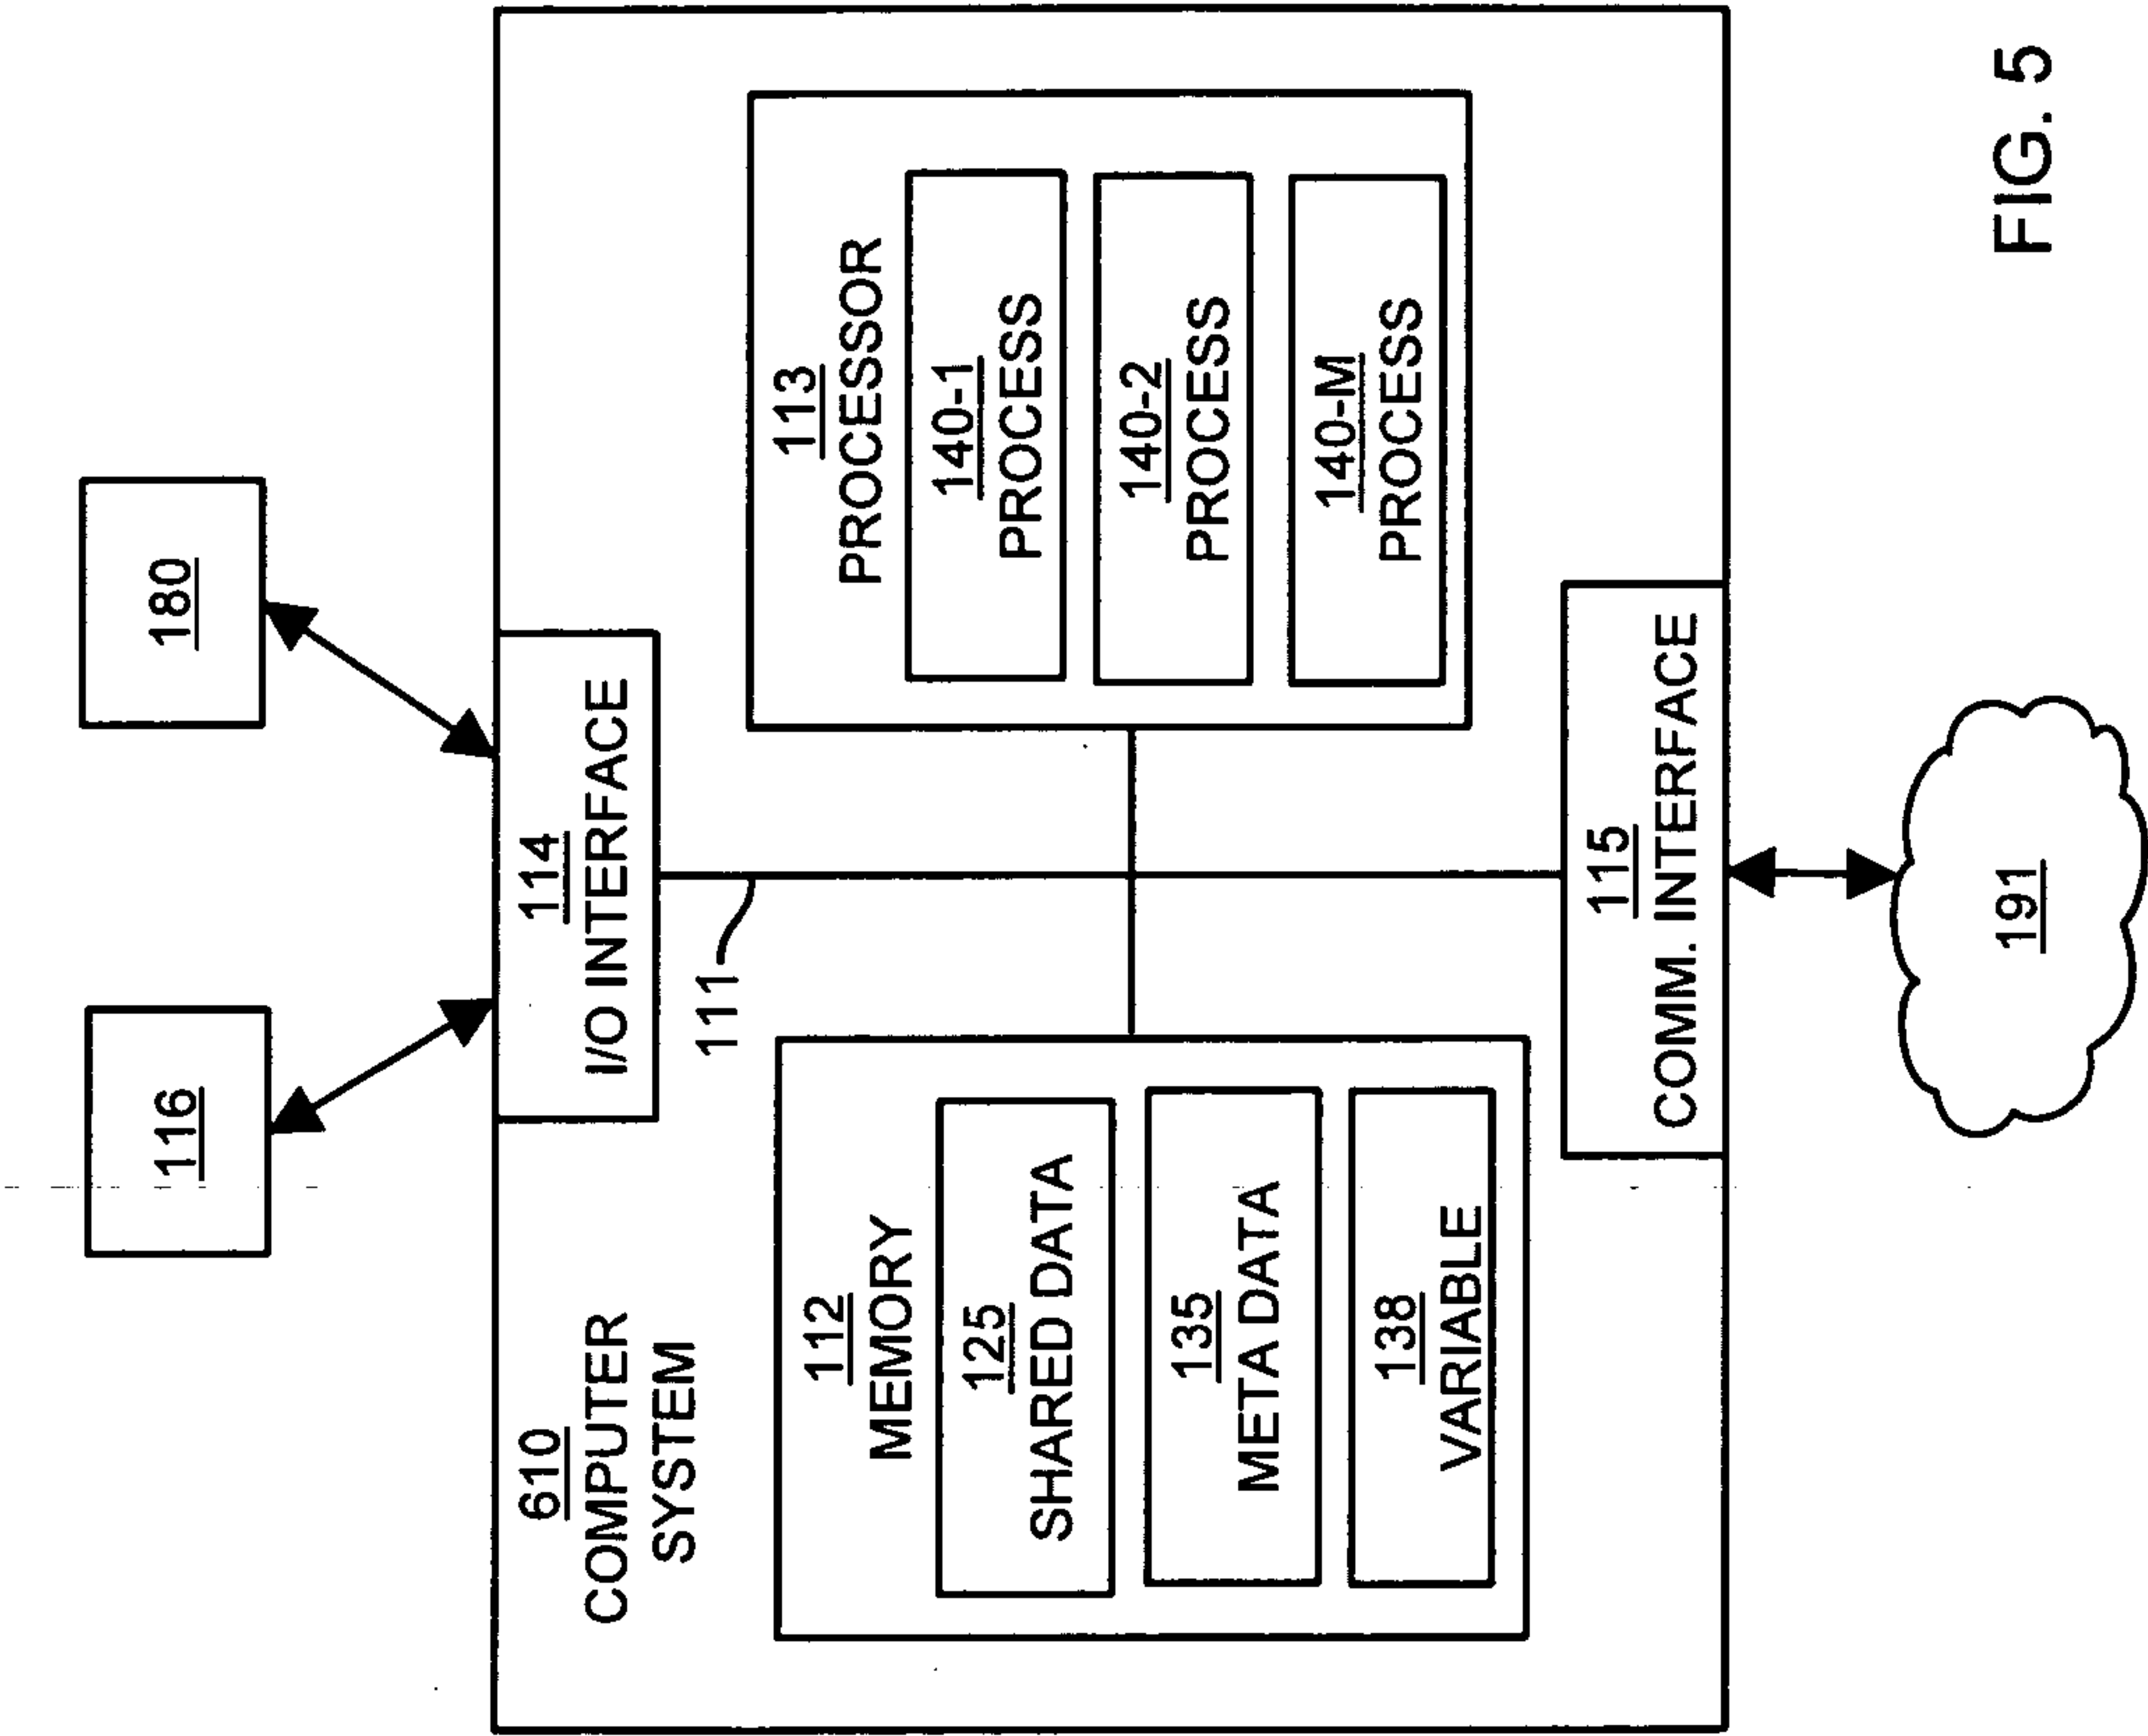 116
180
610
COMPUTER
SYSTEM
114
I/O INTERFACE
111
112
MEMORY
125
SHARED DATA
135
META DATA
138
VARIABLE
113
PROCESSOR
140-1
PROCESS
140-2
PROCESS
140-M
PROCESS
115
COMM. INTERFACE
191
FIG. 5